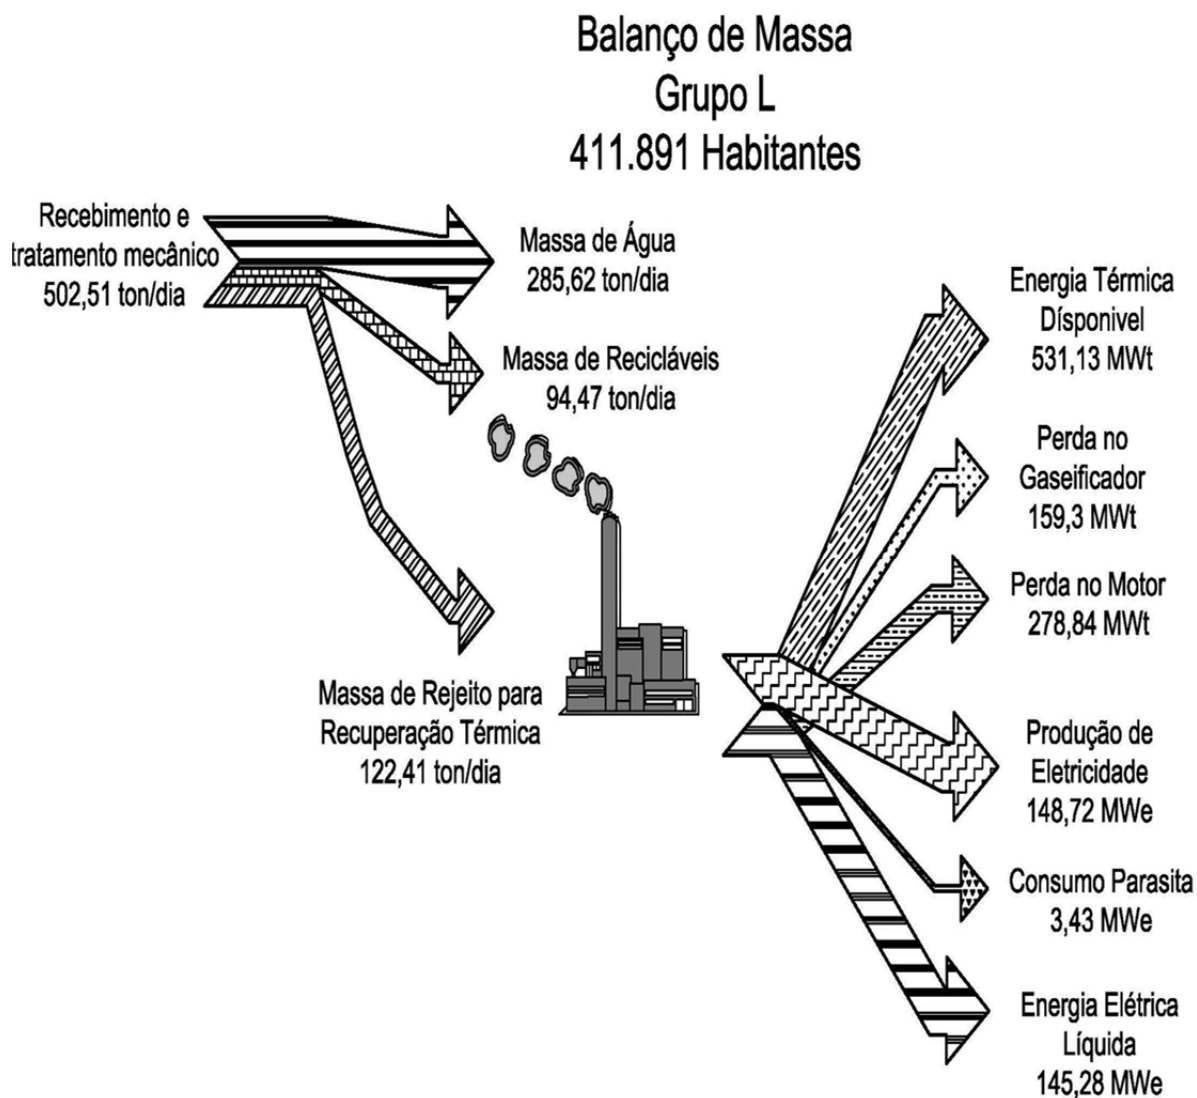 Balanço de Massa
Grupo L
411.891 Habitantes
Recebimento e
tratamento mecânico
502,51 ton/dia
Massa de Água
285,62 ton/dia
Massa de Recicláveis
94,47 ton/dia
Massa de Rejeito para
Recuperação Térmica
122,41 ton/dia
Energia Térmica
Dísponivel
531,13 MWt
Perda no
Gaseificador
159,3 MWt
Perda no Motor
278,84 MWt
Produção de
Eletricidade
148,72 MWe
Consumo Parasita
3,43 MWe
Energia Elétrica
Líquida
145,28 MWe